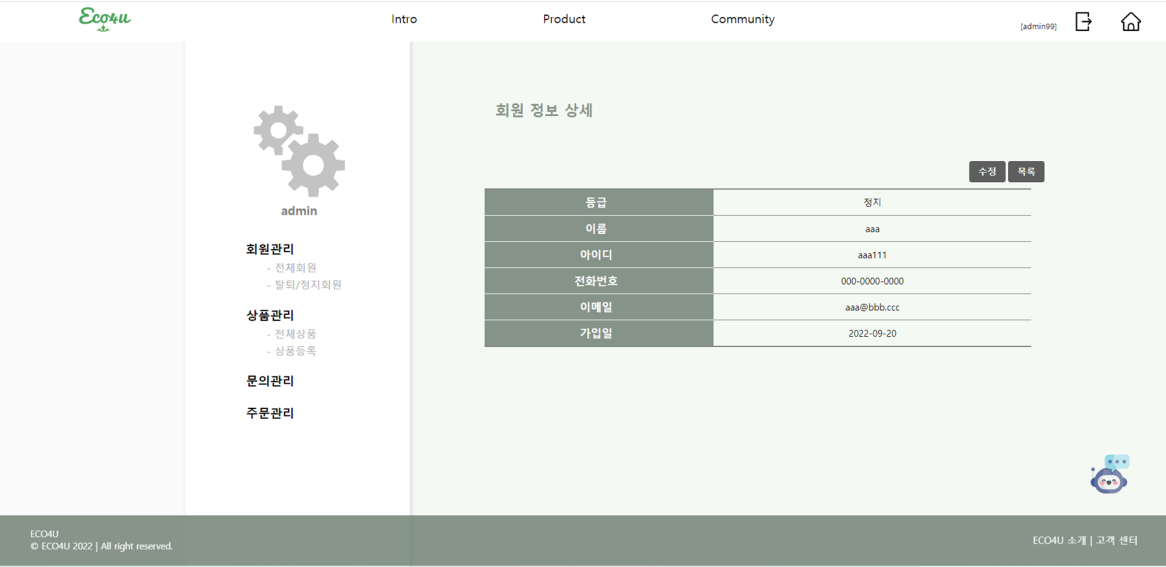 Eco4u
Intro
Product
Community
[admin99]
회원 정보 상세
수정
목록
등급
정지
이름
aaa
아이디
aaa111
전화번호
000-0000-0000
이메일
aaa@bbb.ccc
가입일
2022-09-20
admin
회원관리
- 전체회원
- 탈퇴/정지회원
상품관리
- 전체상품
- 상품등록
문의관리
주문관리
ECO4U
© ECO4U 2022 | All right reserved.
ECO4U 소개 | 고객 센터